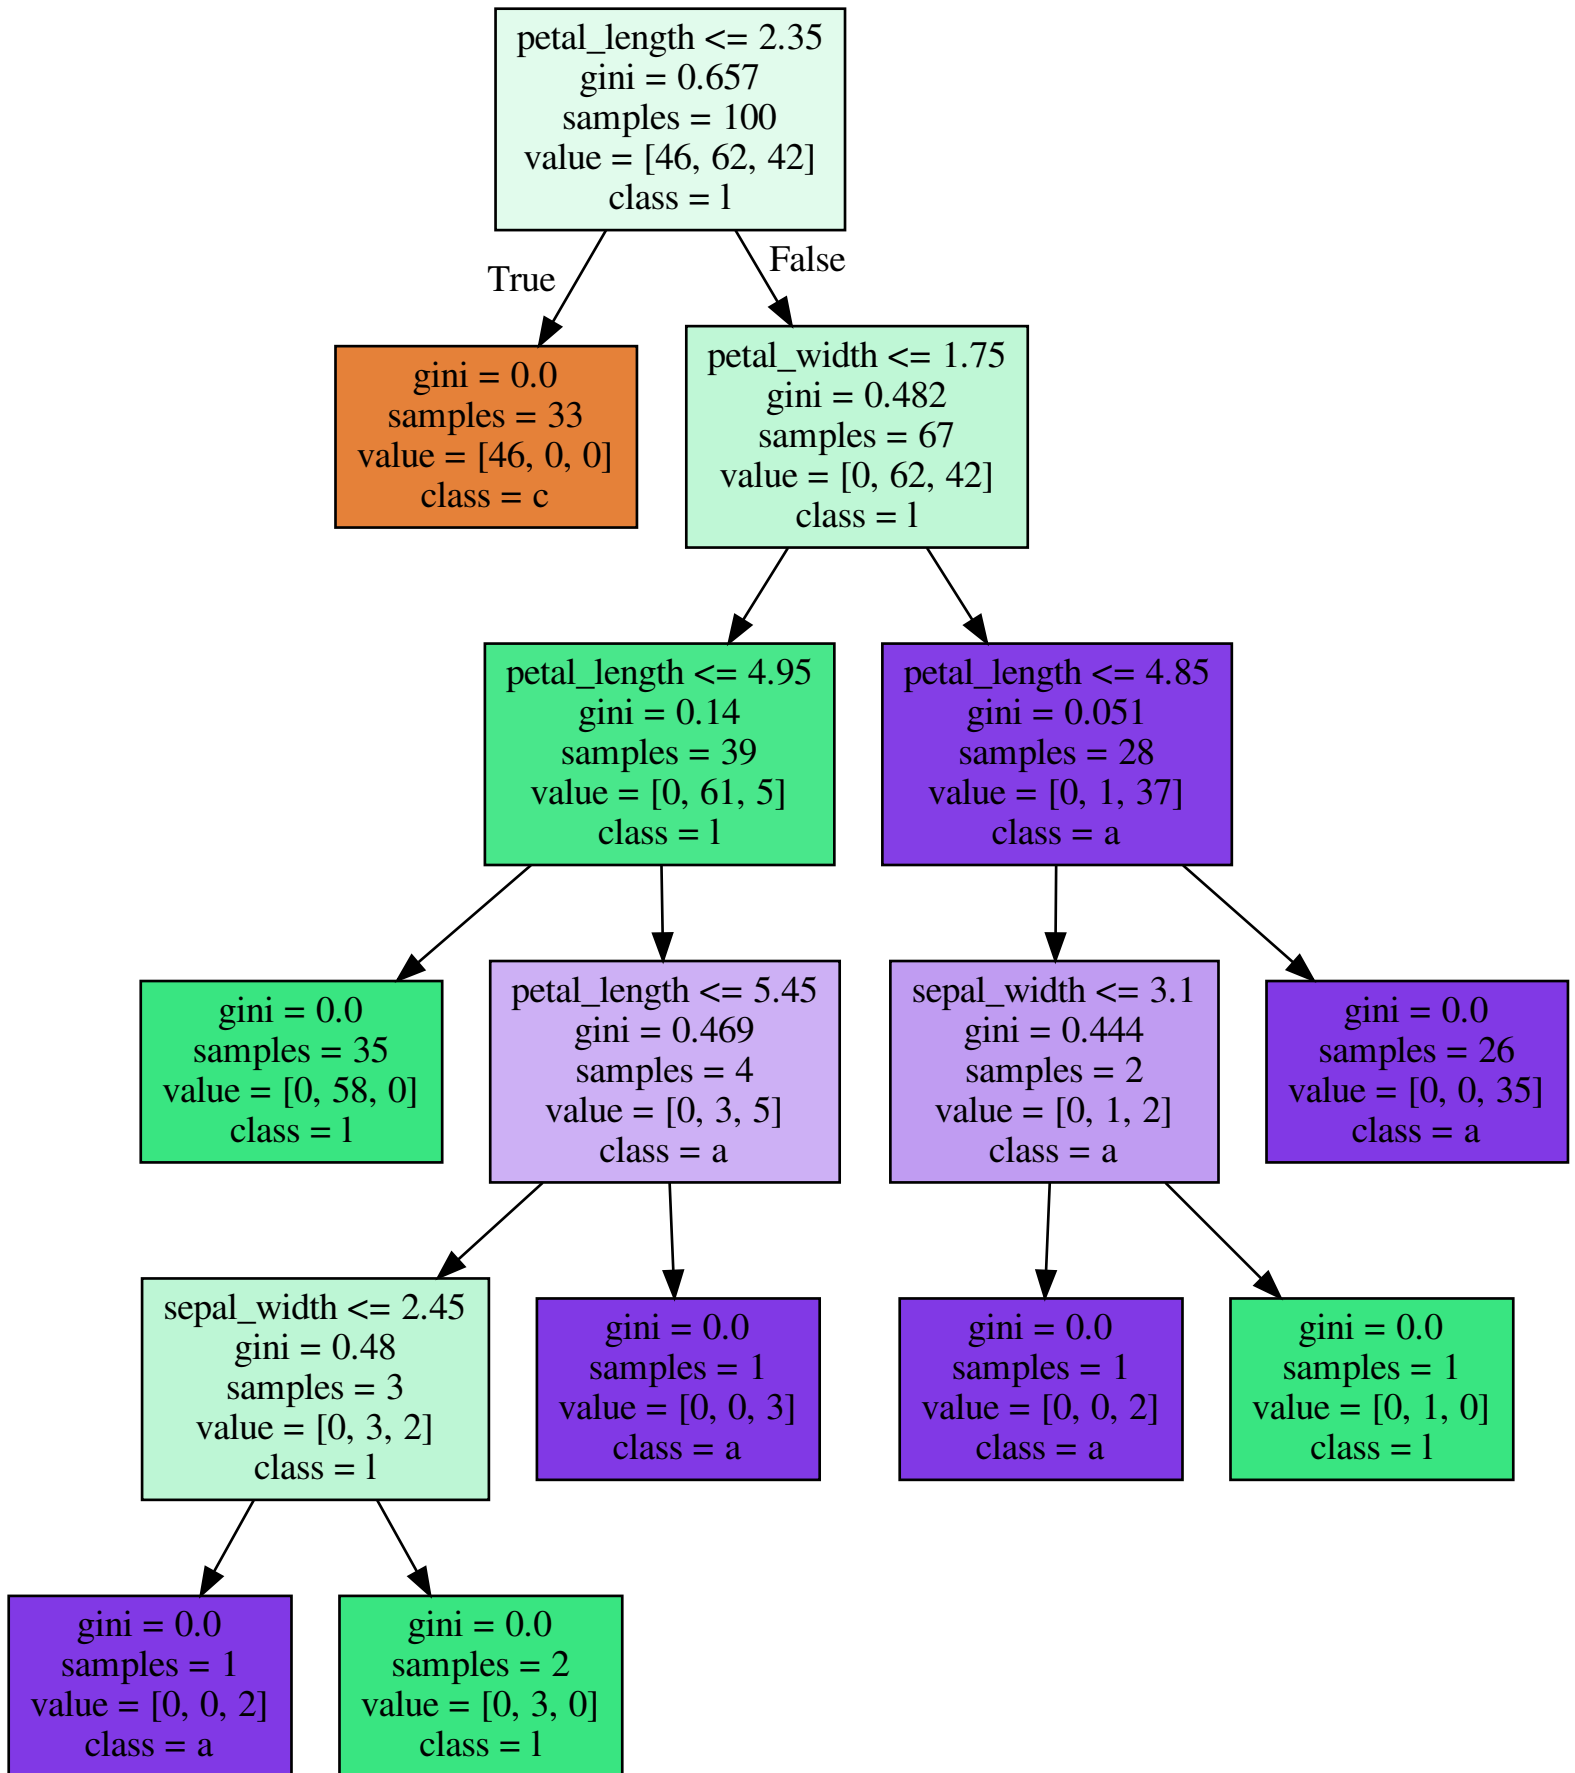 petal_length <= 2.35
gini = 0.657
samples = 100
value = [46, 62, 42]
class = l
True
False
gini = 0.0
samples = 33
value = [46, 0, 0]
class = c
petal_width <= 1.75
gini = 0.482
samples = 67
value = [0, 62, 42]
class = l
petal_length <= 4.95
gini = 0.14
samples = 39
value = [0, 61, 5]
class = l
petal_length <= 4.85
gini = 0.051
samples = 28
value = [0, 1, 37]
class = a
gini = 0.0
samples = 35
value = [0, 58, 0]
class = l
petal_length <= 5.45
gini = 0.469
samples = 4
value = [0, 3, 5]
class = a
sepal_width <= 3.1
gini = 0.444
samples = 2
value = [0, 1, 2]
class = a
gini = 0.0
samples = 26
value = [0, 0, 35]
class = a
sepal_width <= 2.45
gini = 0.48
samples = 3
value = [0, 3, 2]
class = l
gini = 0.0
samples = 1
value = [0, 0, 3]
class = a
gini = 0.0
samples = 1
value = [0, 0, 2]
class = a
gini = 0.0
samples = 1
value = [0, 1, 0]
class = l
gini = 0.0
samples = 1
value = [0, 0, 2]
class = a
gini = 0.0
samples = 2
value = [0, 3, 0]
class = l